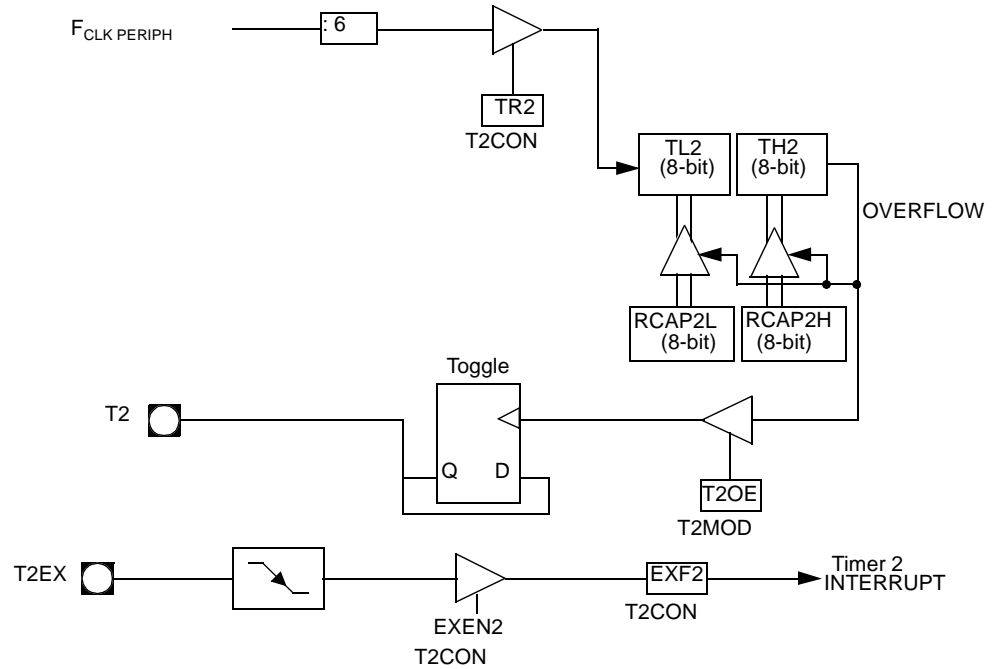 FCLK PERIPH
: 6
TR2
T2CON
TL2
(8-bit)
TH2
(8-bit)
OVERFLOW
RCAP2L
(8-bit)
RCAP2H
(8-bit)
Toggle
T2
Q
D
T2OE
T2MOD
T2EX
EXEN2
T2CON
EXF2
T2CON
Timer 2
INTERRUPT